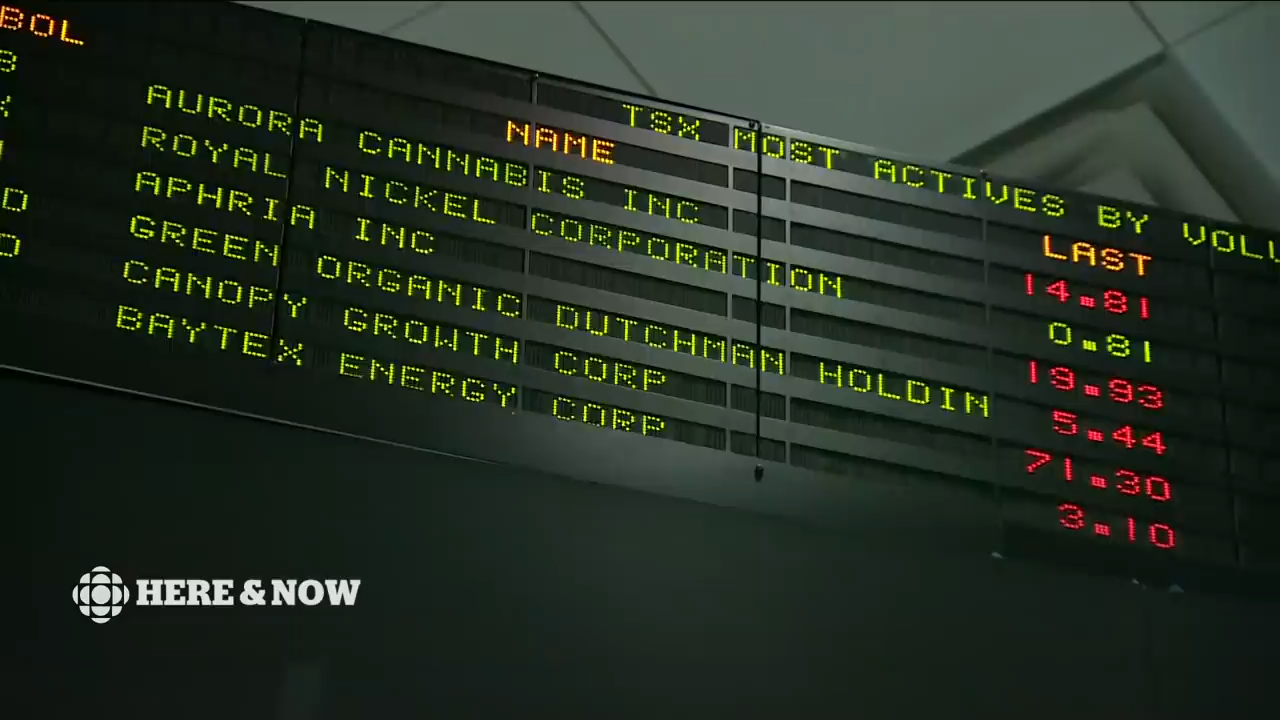 TSX MOST ACTIVES BY VOLU
BOL NAME LAST
AURORA CANNABIS INC 14.81
ROYAL NICKEL CORPORATION 0.81
APHRIA INC 19.93
GREEN ORGANIC DUTCHMAN HOLDIN 5.44
CANOPY GROWTH CORP 71.30
BAYTEX ENERGY CORP 3.10
HERE & NOW